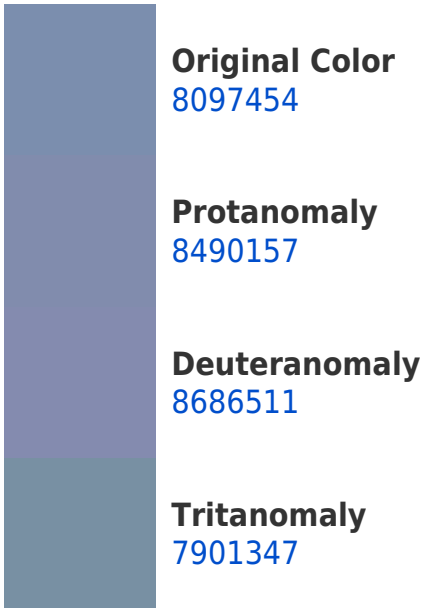 Original Color
8097454
Protanomaly
8490157
Deuteranomaly
8686511
Tritanomaly
7901347